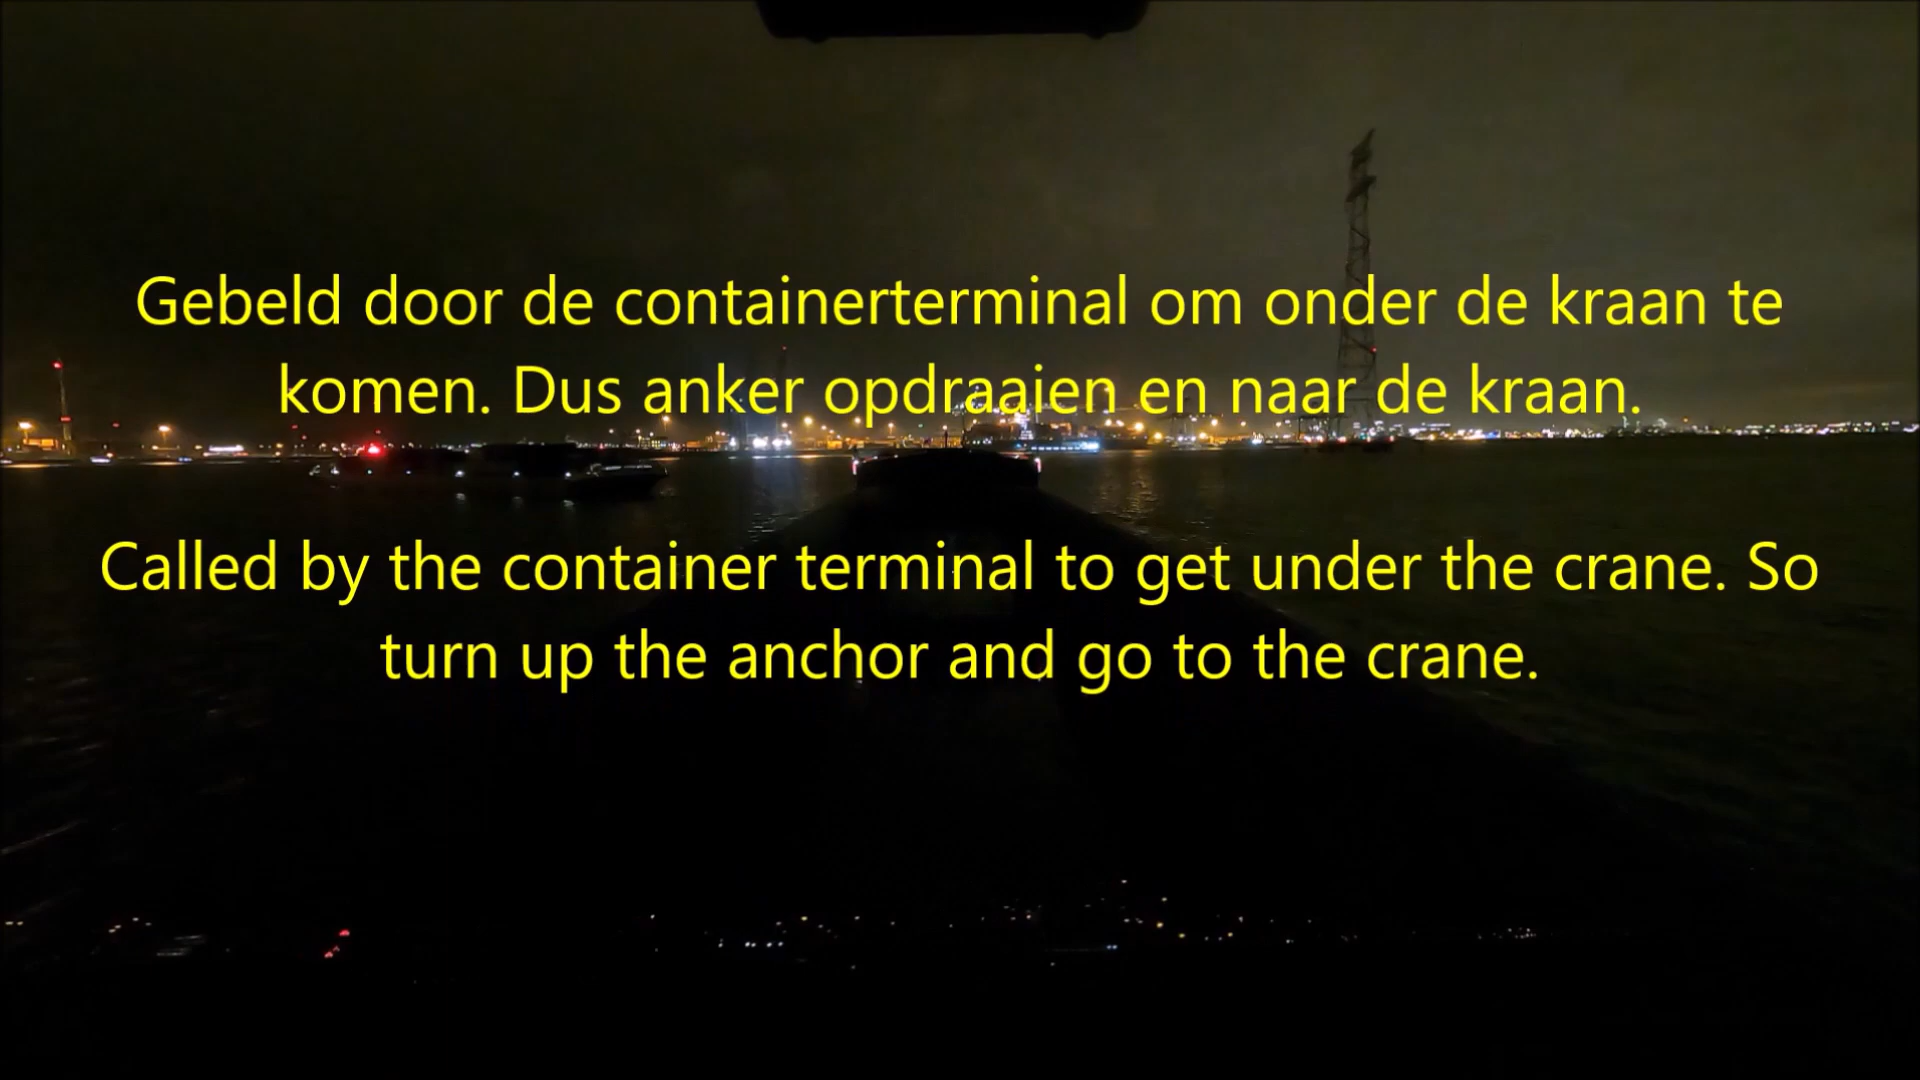 Gebeld door de containerterminal om onder de kraan te
komen. Dus anker opdraaien en naar de kraan.
Called by the container terminal to get under the crane. So
turn up the anchor and go to the crane.